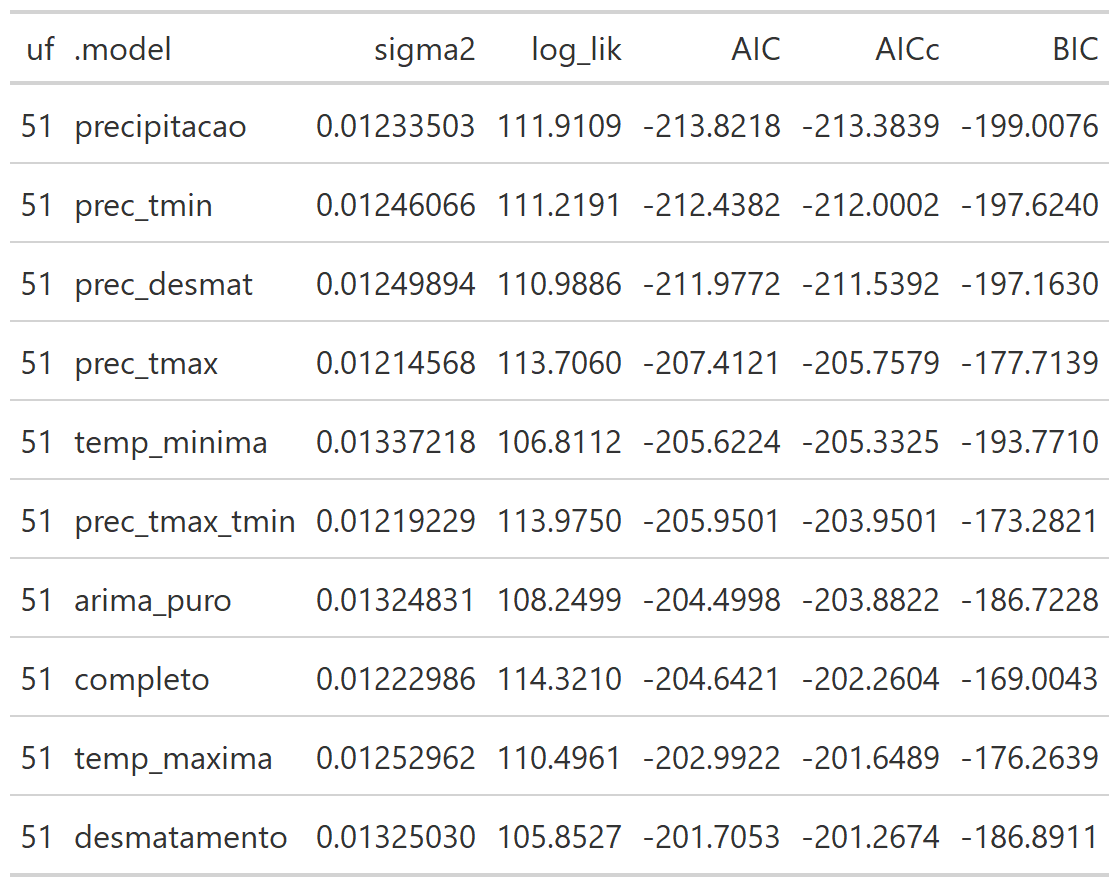 uf .model sigma2 log_lik AIC AICc BIC
51 precipitacao 0.01233503 111.9109 -213.8218 -213.3839 -199.0076
51 prec_tmin 0.01246066 111.2191 -212.4382 -212.0002 -197.6240
51 prec_desmat 0.01249894 110.9886 -211.9772 -211.5392 -197.1630
51 prec_tmax 0.01214568 113.7060 -207.4121 -205.7579 -177.7139
51 temp_minima 0.01337218 106.8112 -205.6224 -205.3325 -193.7710
51 prec_tmax_tmin 0.01219229 113.9750 -205.9501 -203.9501 -173.2821
51 arima_puro 0.01324831 108.2499 -204.4998 -203.8822 -186.7228
51 completo 0.01222986 114.3210 -204.6421 -202.2604 -169.0043
51 temp_maxima 0.01252962 110.4961 -202.9922 -201.6489 -176.2639
51 desmatamento 0.01325030 105.8527 -201.7053 -201.2674 -186.8911